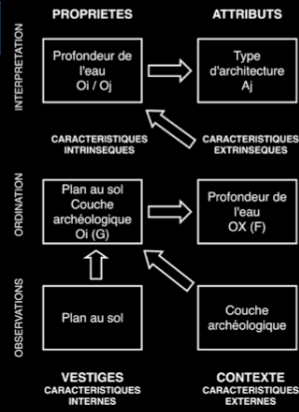 PROPRIETES
ATTRIBUTS
INTERPRETATION
Profondeur de
l'eau
Oi / Oj
Type
d'architecture
Aj
CARACTERISTIQUES
INTRINSEQUES
CARACTERISTIQUES
EXTRINSEQUES
ORDINATION
Plan au sol
Couche
archéologique
Oi (G)
Profondeur de
l'eau
OX (F)
OBSERVATIONS
Plan au sol
Couche
archéologique
VESTIGES
CARACTERISTIQUES
INTERNES
CONTEXTE
CARACTERISTIQUES
EXTERNES